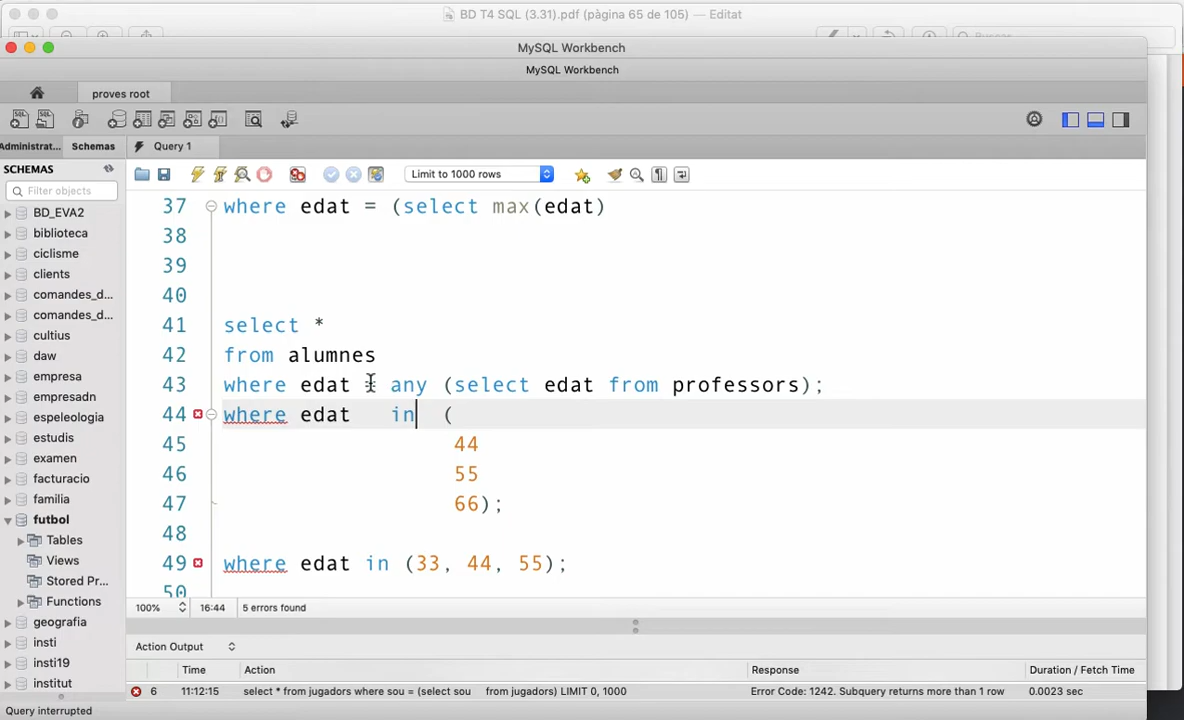 BD T4 SQL (3.31).pdf (pàgina 65 de 105) — Editat
MySQL Workbench
MySQL Workbench
proves root
Administrat... Schemas Query 1
SCHEMAS
Filter objects
Limit to 1000 rows
BD_EVA2
biblioteca
ciclisme
clients
comandes_d...
comandes_d...
cultius
daw
empresa
empresadn
espeleologia
estudis
examen
facturacio
familia
futbol
Tables
Views
Stored Pr...
Functions
geografia
insti
insti19
institut
37 where edat = (select max(edat)
38
39
40
41 select *
42 from alumnes
43 where edat = any (select edat from professors);
44 where edat in (
45 44
46 55
47 66);
48
49 where edat in (33, 44, 55);
50
100% 16:44 5 errors found
Action Output
Time Action Response Duration / Fetch Time
6 11:12:15 select * from jugadors where sou = (select sou from jugadors) LIMIT 0, 1000 Error Code: 1242. Subquery returns more than 1 row 0.0023 sec
Query interrupted